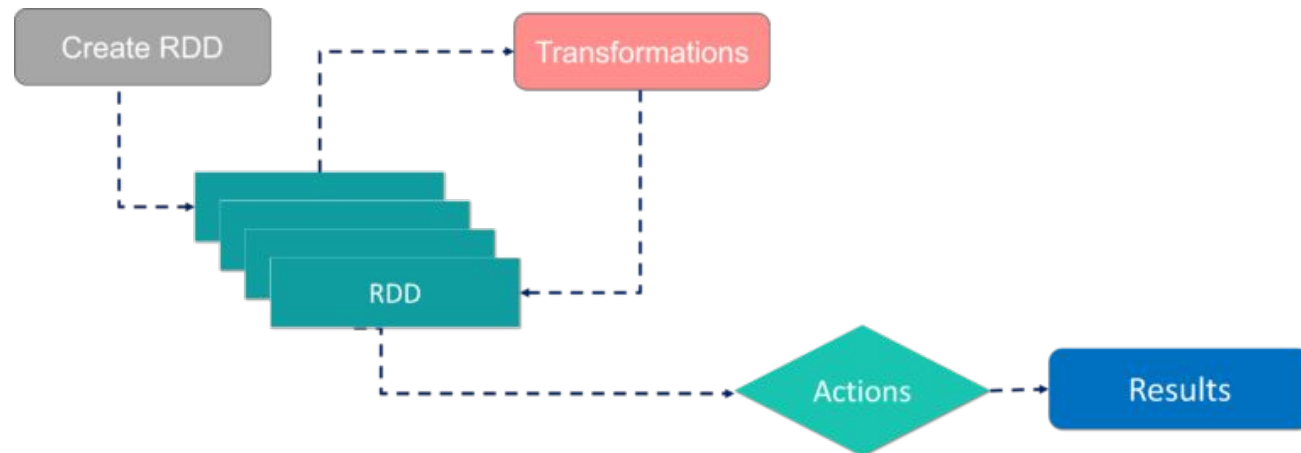 Create RDD
Transformations
RDD
Actions
Results